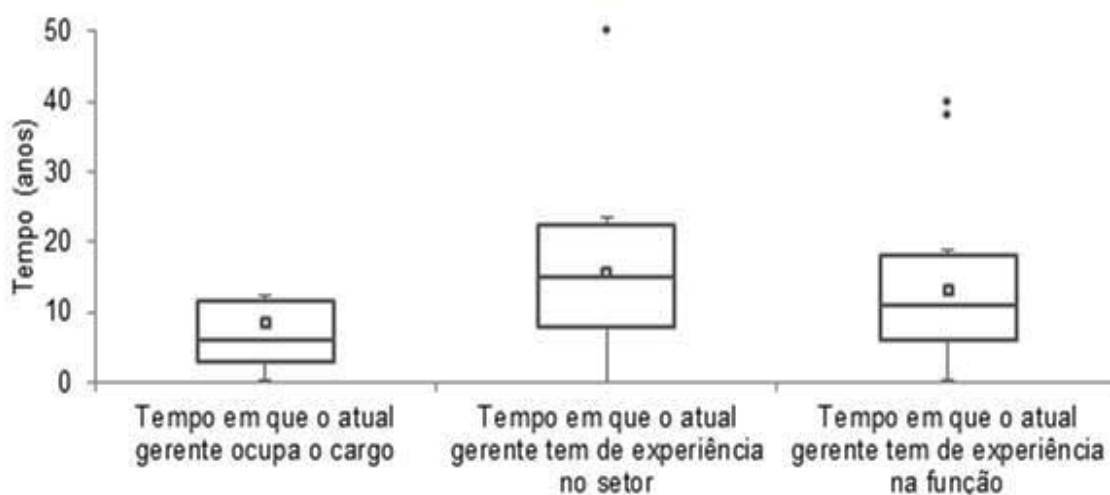 Tempo (anos)
50
40
30
20
10
0
Tempo em que o atual
gerente ocupa o cargo
Tempo em que o atual
gerente tem de experiência
no setor
Tempo em que o atual
gerente tem de experiência
na função